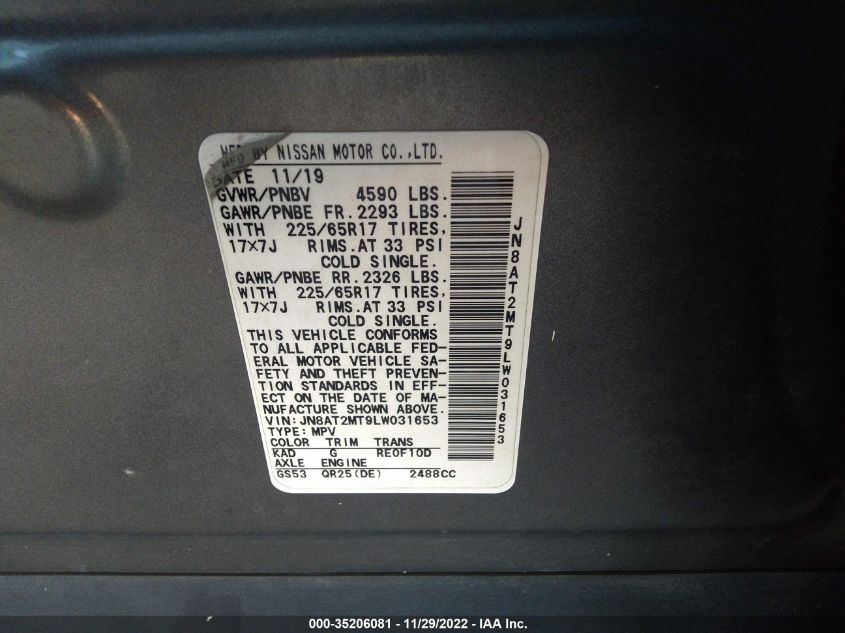 MFD BY NISSAN MOTOR CO.,LTD.
DATE 11/19
GVWR/PNBV 4590 LBS.
GAWR/PNBE FR. 2293 LBS.
WITH 225/65R17 TIRES,
17×7J RIMS.AT 33 PSI
COLD SINGLE.
GAWR/PNBE RR. 2326 LBS.
WITH 225/65R17 TIRES,
17×7J RIMS.AT 33 PSI
COLD SINGLE.
THIS VEHICLE CONFORMS
TO ALL APPLICABLE FED-
ERAL MOTOR VEHICLE SA-
FETY AND THEFT PREVEN-
TION STANDARDS IN EFF-
ECT ON THE DATE OF MA-
NUFACTURE SHOWN ABOVE.
VIN:JN8AT2MT9LW031653
TYPE: MPV
COLOR TRIM TRANS
KAD G RE0F10D
AXLE ENGINE
GS53 QR25(DE) 2488CC
JN8AT2MT9LW031653
000-35206081 - 11/29/2022 - IAA Inc.